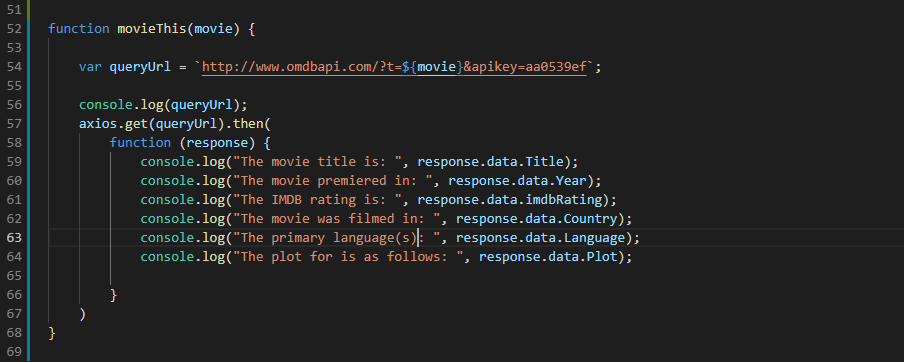 51
52 function movieThis(movie) {
53
54 var queryUrl = `http://www.omdbapi.com/?t=${movie}&apikey=aa0539ef`;
55
56 console.log(queryUrl);
57 axios.get(queryUrl).then(
58 function (response) {
59 console.log("The movie title is: ", response.data.Title);
60 console.log("The movie premiered in: ", response.data.Year);
61 console.log("The IMDB rating is: ", response.data.imdbRating);
62 console.log("The movie was filmed in: ", response.data.Country);
63 console.log("The primary language(s): ", response.data.Language);
64 console.log("The plot for is as follows: ", response.data.Plot);
65
66 }
67 )
68 }
69